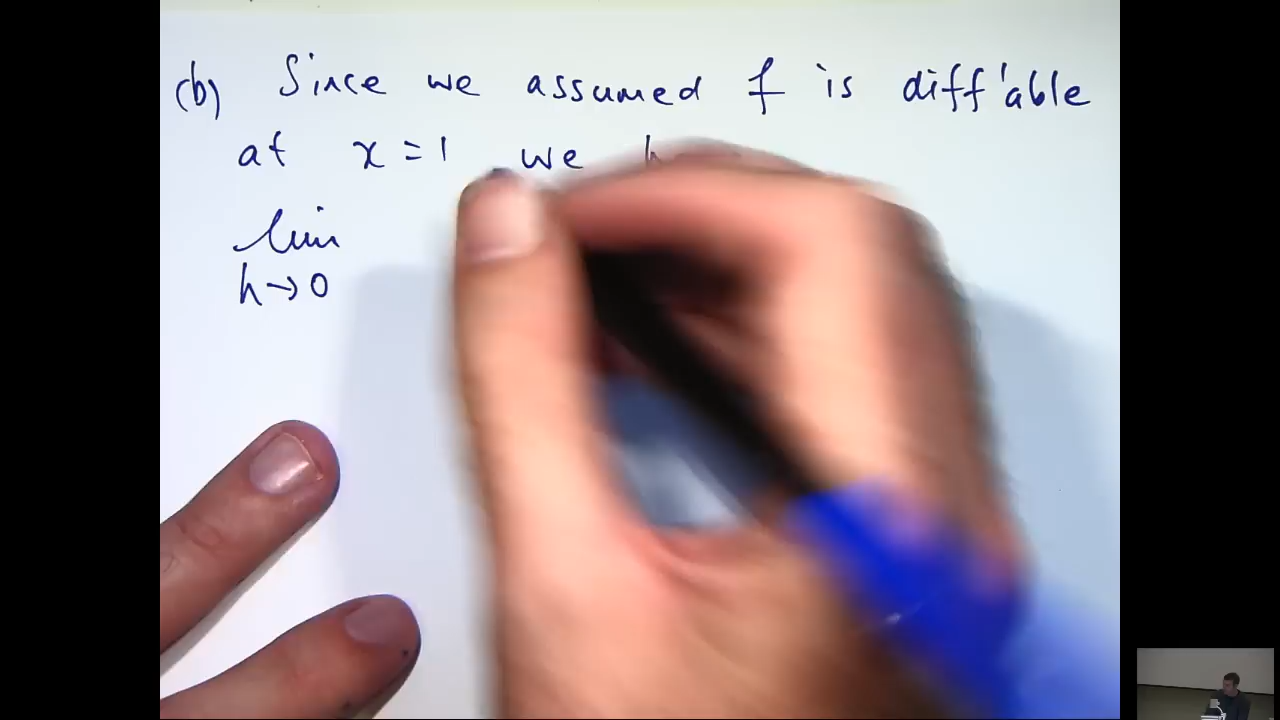 (b) Since we assumed f is diff'able
at x = 1 we
lim
h→0